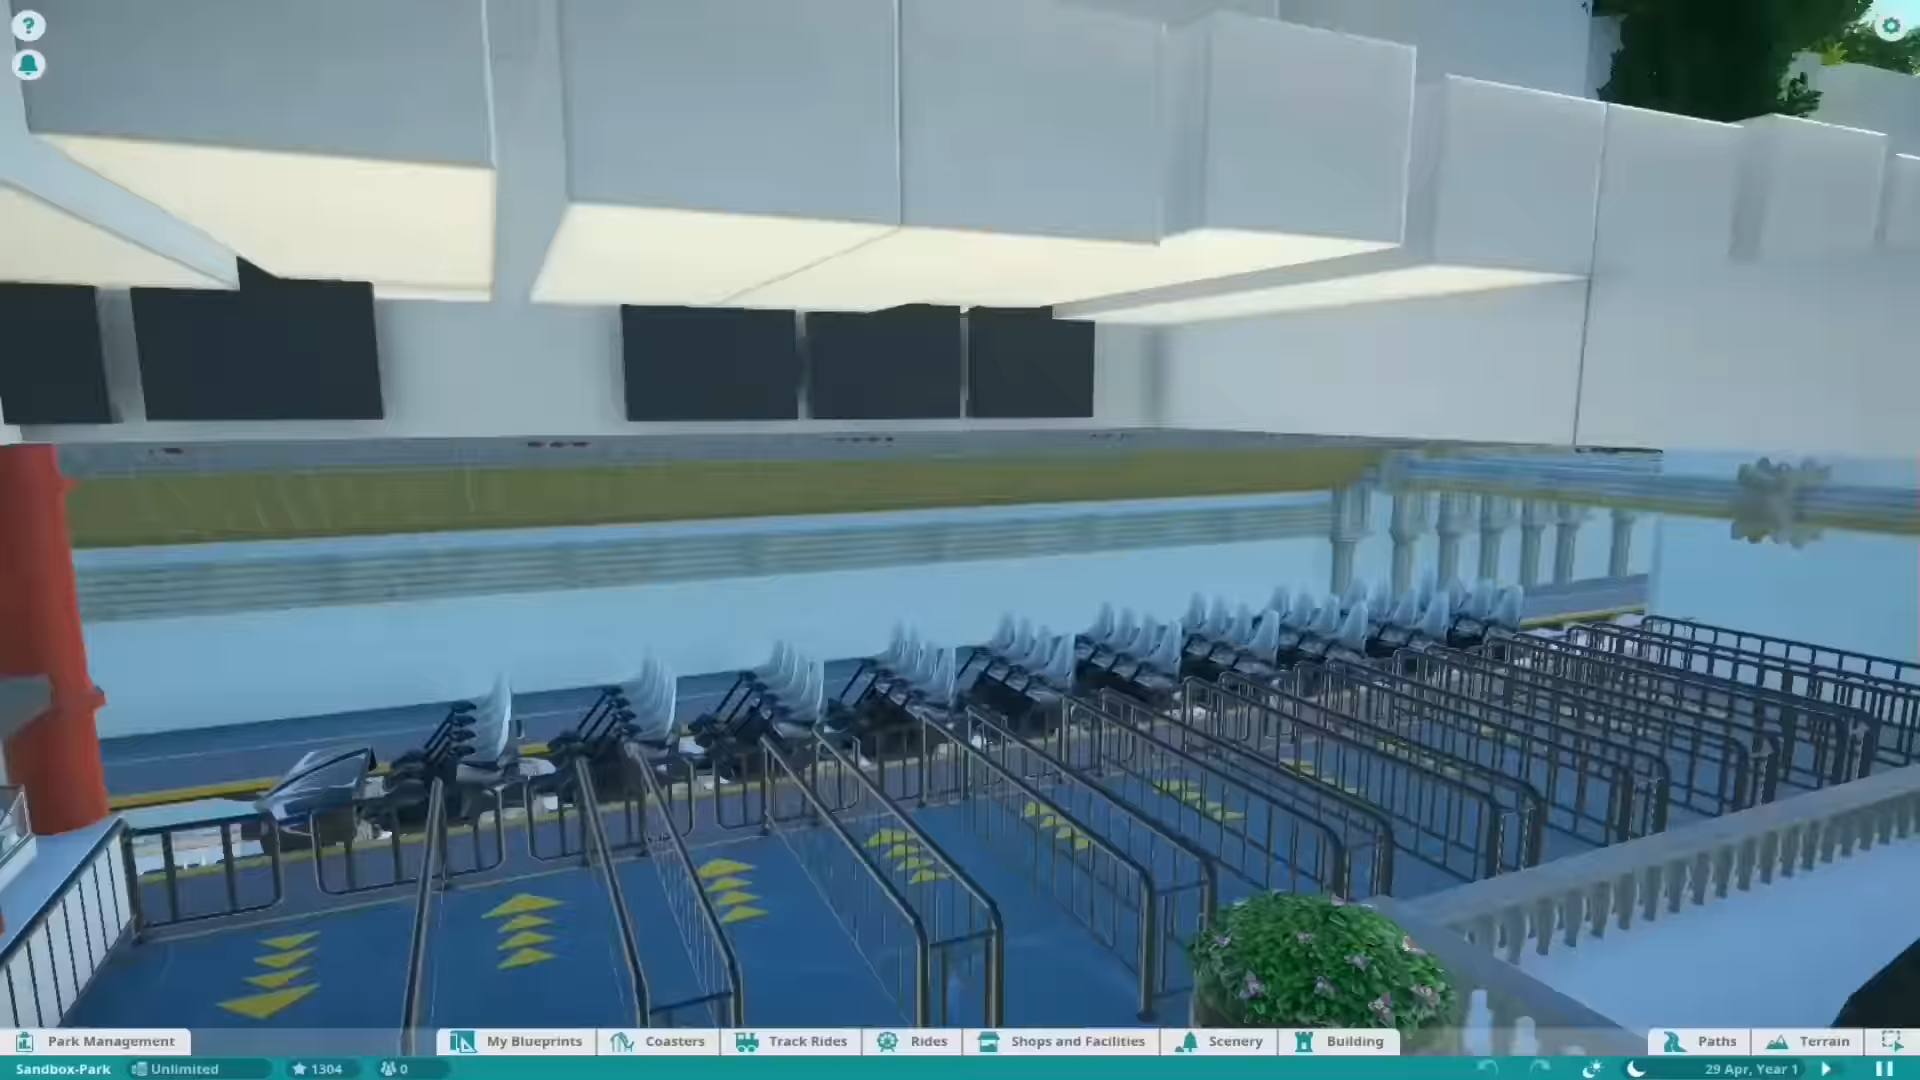 ?
Park Management
My Blueprints
Coasters
Track Rides
Rides
Shops and Facilities
Scenery
Building
Paths
Terrain
Sandbox-Park
Unlimited
1304
0
29 Apr, Year 1